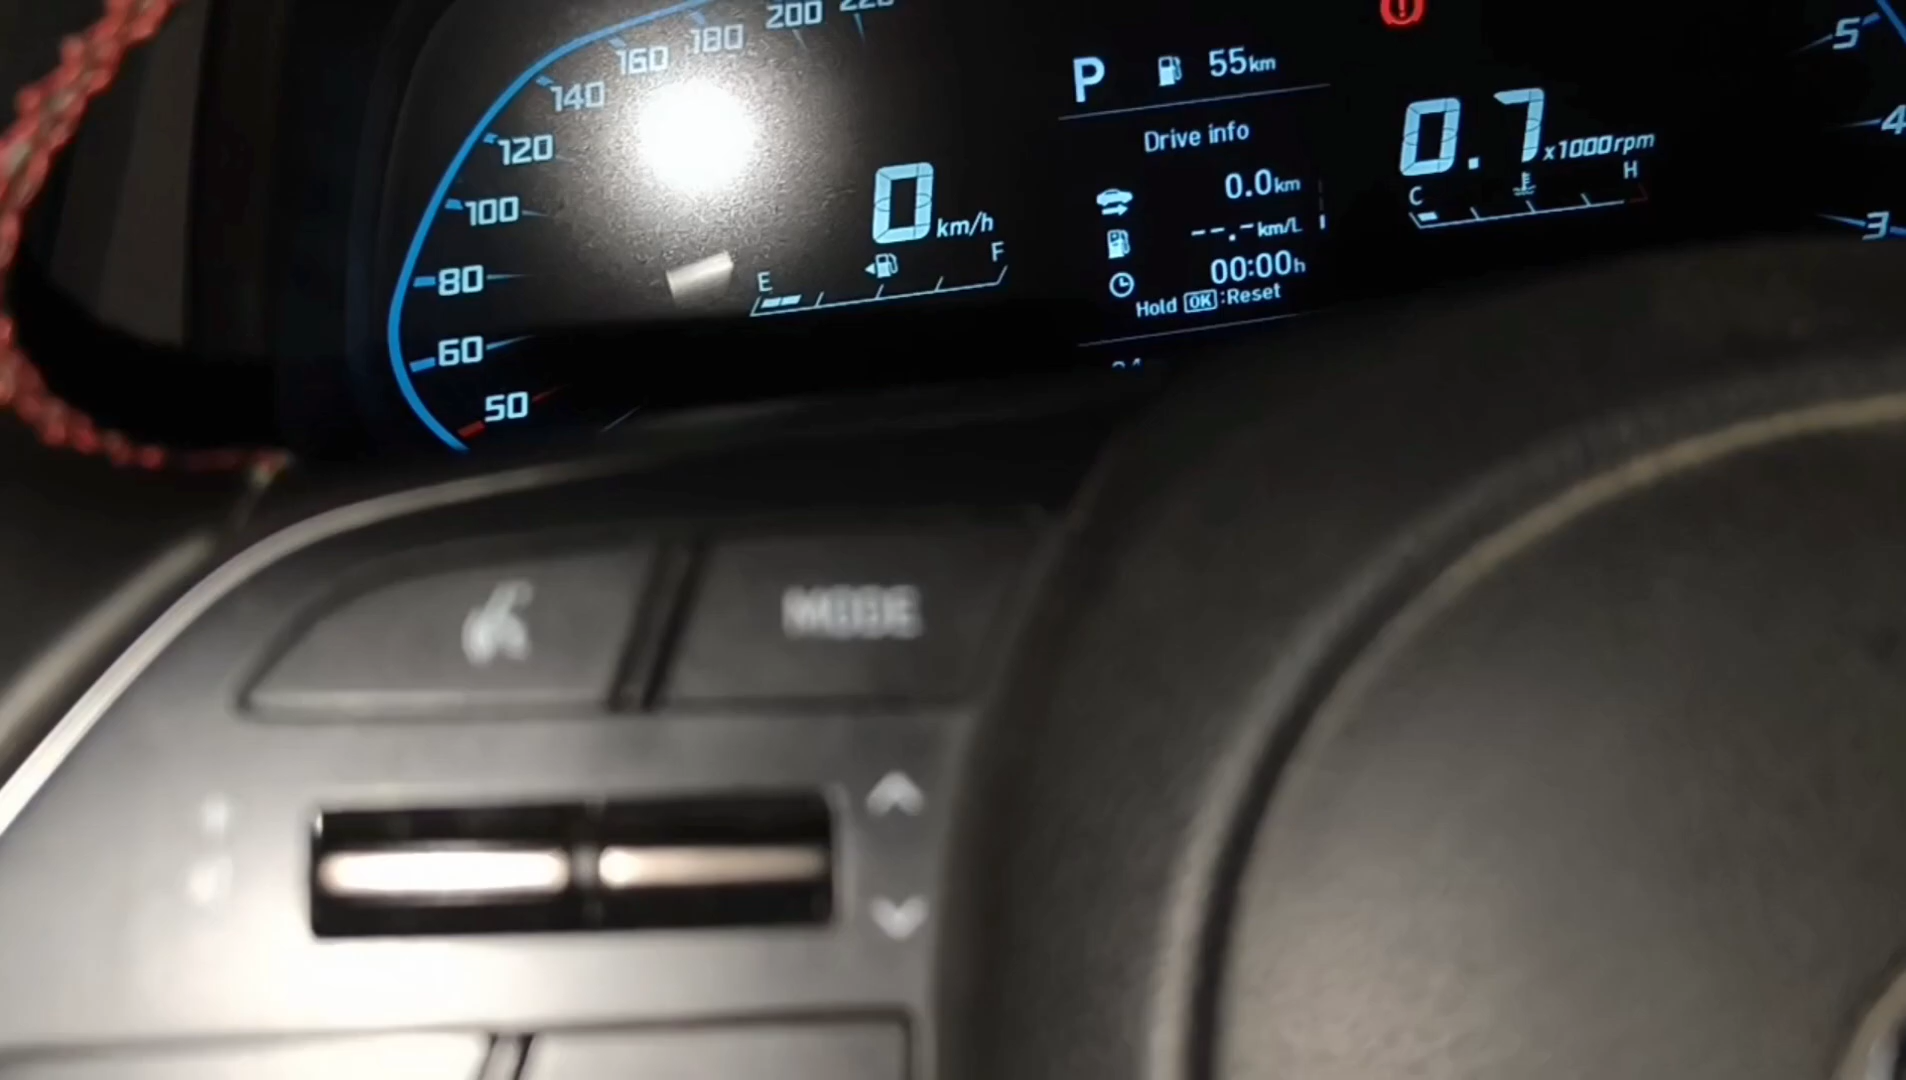 200
180
160
140
120
100
80
60
50
0 km/h
E F
P 55km
Drive info
0.0km
--.-km/L
00:00h
Hold OK :Reset
0.7 x1000rpm
C H
5
4
3
MODE